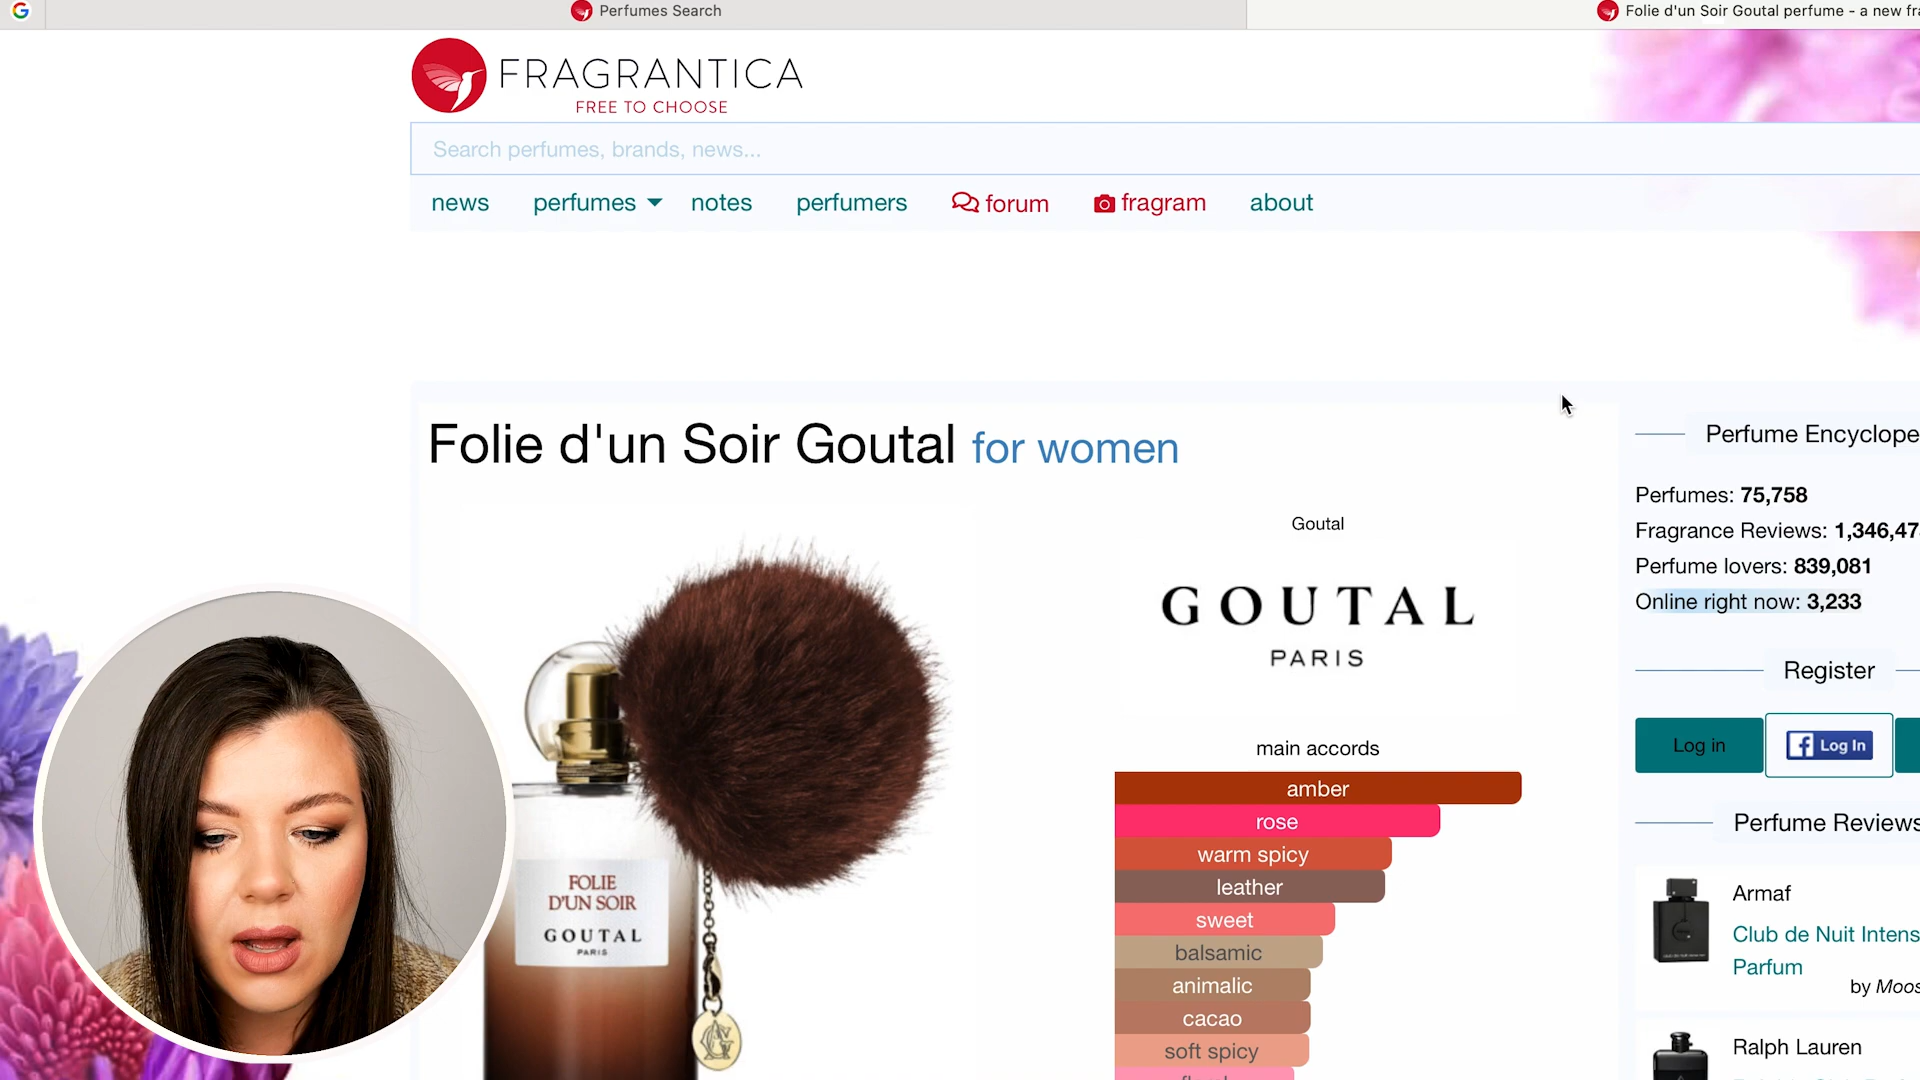 Perfumes Search
Folie d'un Soir Goutal perfume - a new
FRAGRANTICA
FREE TO CHOOSE
Search perfumes, brands, news...
news perfumes notes perfumers forum fragram about
Folie d'un Soir Goutal for women
Goutal
GOUTAL
PARIS
main accords
amber
rose
warm spicy
leather
sweet
balsamic
animalic
cacao
soft spicy
FOLIE
D'UN SOIR
GOUTAL
PARIS
Perfume Encyclope
Perfumes: 75,758
Fragrance Reviews: 1,346,47
Perfume lovers: 839,081
Online right now: 3,233
Register
Log in
Log In
Perfume Reviews
Armaf
Club de Nuit Intens
Parfum
by Moos
Ralph Lauren